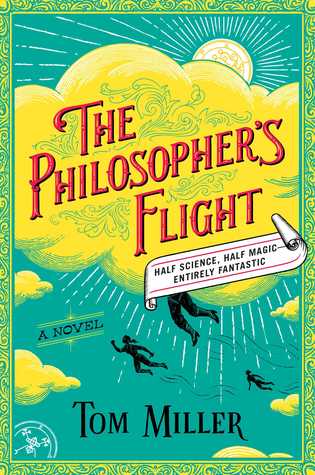 THE
PHILOSOPHER'S
FLIGHT
HALF SCIENCE, HALF MAGIC
ENTIRELY FANTASTIC
A NOVEL
TOM MILLER